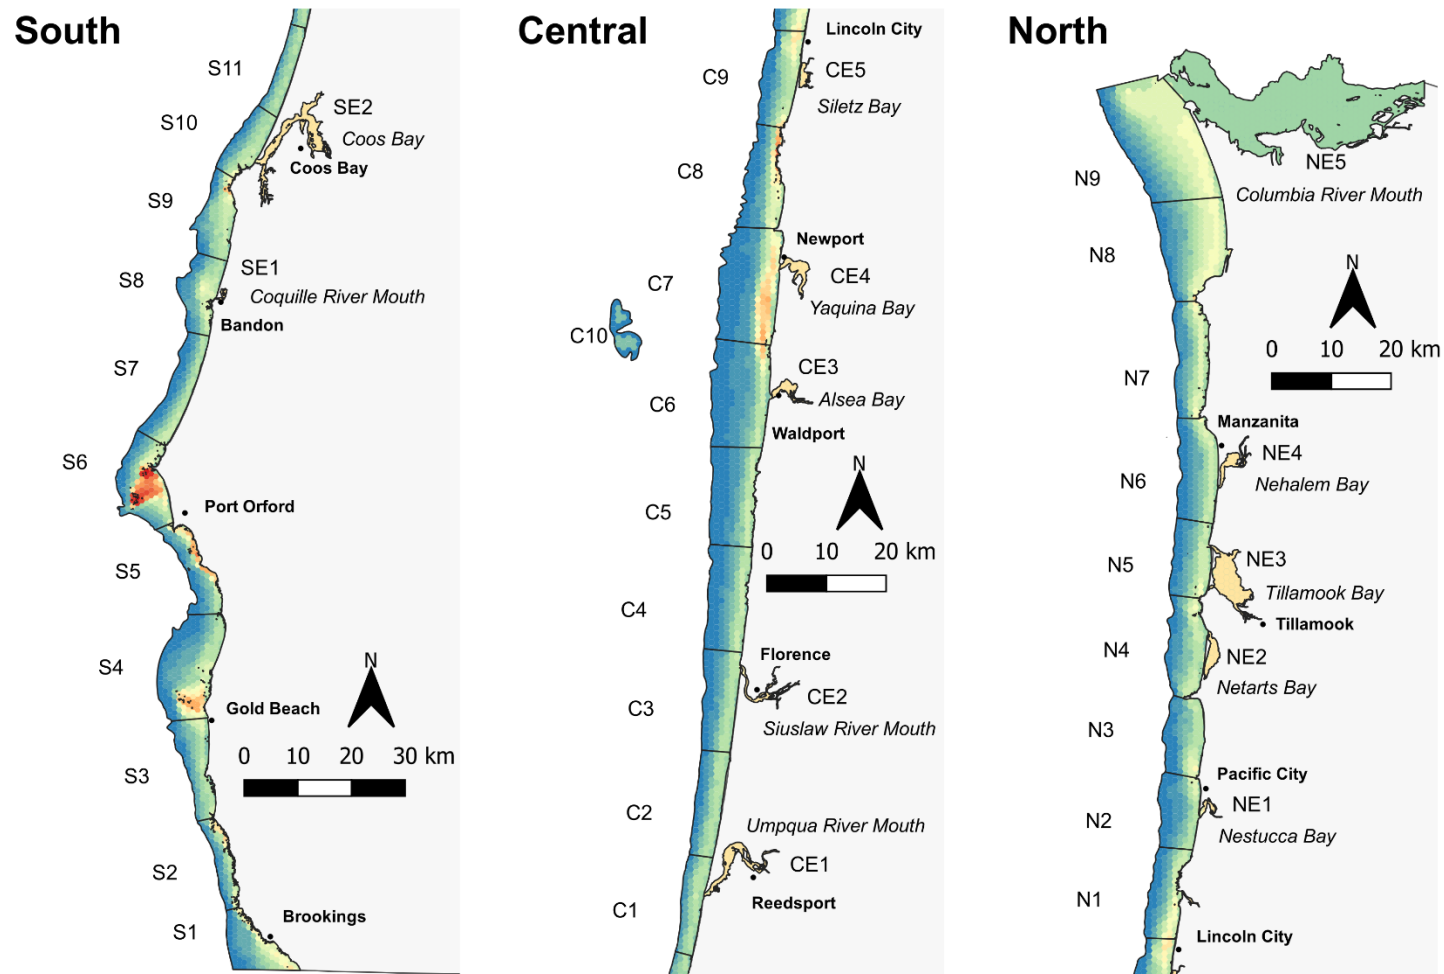 South
S11
S10
SE2
Coos Bay
Coos Bay
S9
SE1
S8
Coquille River Mouth
Bandon
S7
S6
Port Orford
S5
S4
N
Gold Beach
0 10 20 30 km
S3
S2
Brookings
S1
Central
Lincoln City
C9
CE5
Siletz Bay
C8
Newport
C7
CE4
Yaquina Bay
C10
CE3
C6
Alsea Bay
Waldport
N
C5
0 10 20 km
C4
Florence
CE2
C3
Siuslaw River Mouth
C2
Umpqua River Mouth
CE1
Reedsport
C1
North
NE5
N9
Columbia River Mouth
N8
N
0 10 20 km
N7
Manzanita
NE4
N6
Nehalem Bay
NE3
N5
Tillamook Bay
Tillamook
N4
NE2
Netarts Bay
N3
Pacific City
NE1
N2
Nestucca Bay
N1
Lincoln City